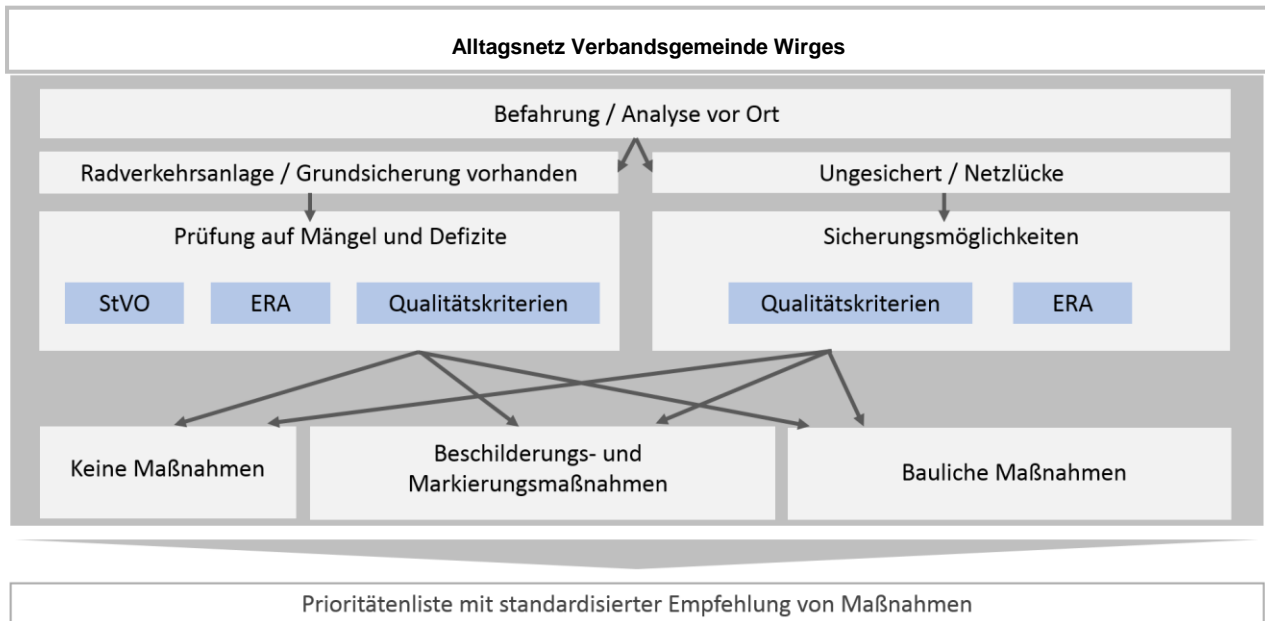 Alltagsnetz Verbandsgemeinde Wirges
Befahrung / Analyse vor Ort
Radverkehrsanlage / Grundsicherung vorhanden
Ungesichert / Netzlücke
Prüfung auf Mängel und Defizite
StVO
ERA
Qualitätskriterien
Sicherungsmöglichkeiten
Qualitätskriterien
ERA
Keine Maßnahmen
Beschilderungs- und
Markierungsmaßnahmen
Bauliche Maßnahmen
Prioritätenliste mit standardisierter Empfehlung von Maßnahmen